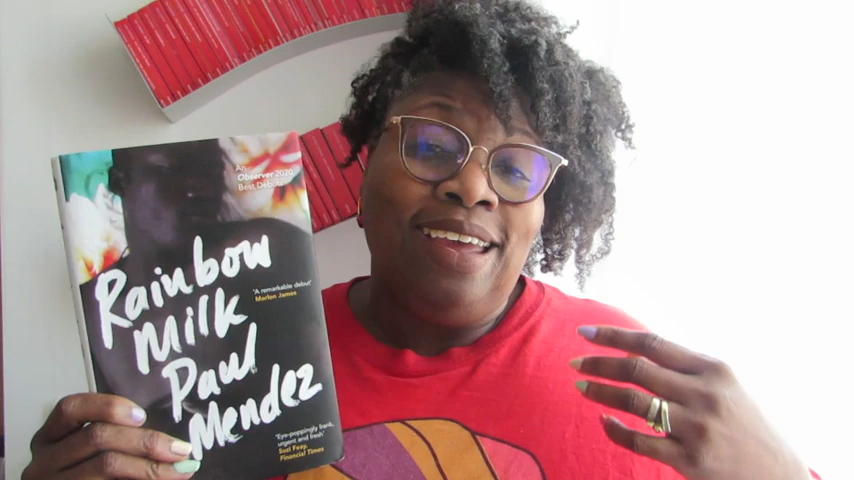 An
Observer 2020
Best Debut
Rainbow
Milk
'A remarkable debut'
Marlon James
Paul
Mendez
'Eye-poppingly frank,
urgent and fresh'
Suzi Feay,
Financial Times